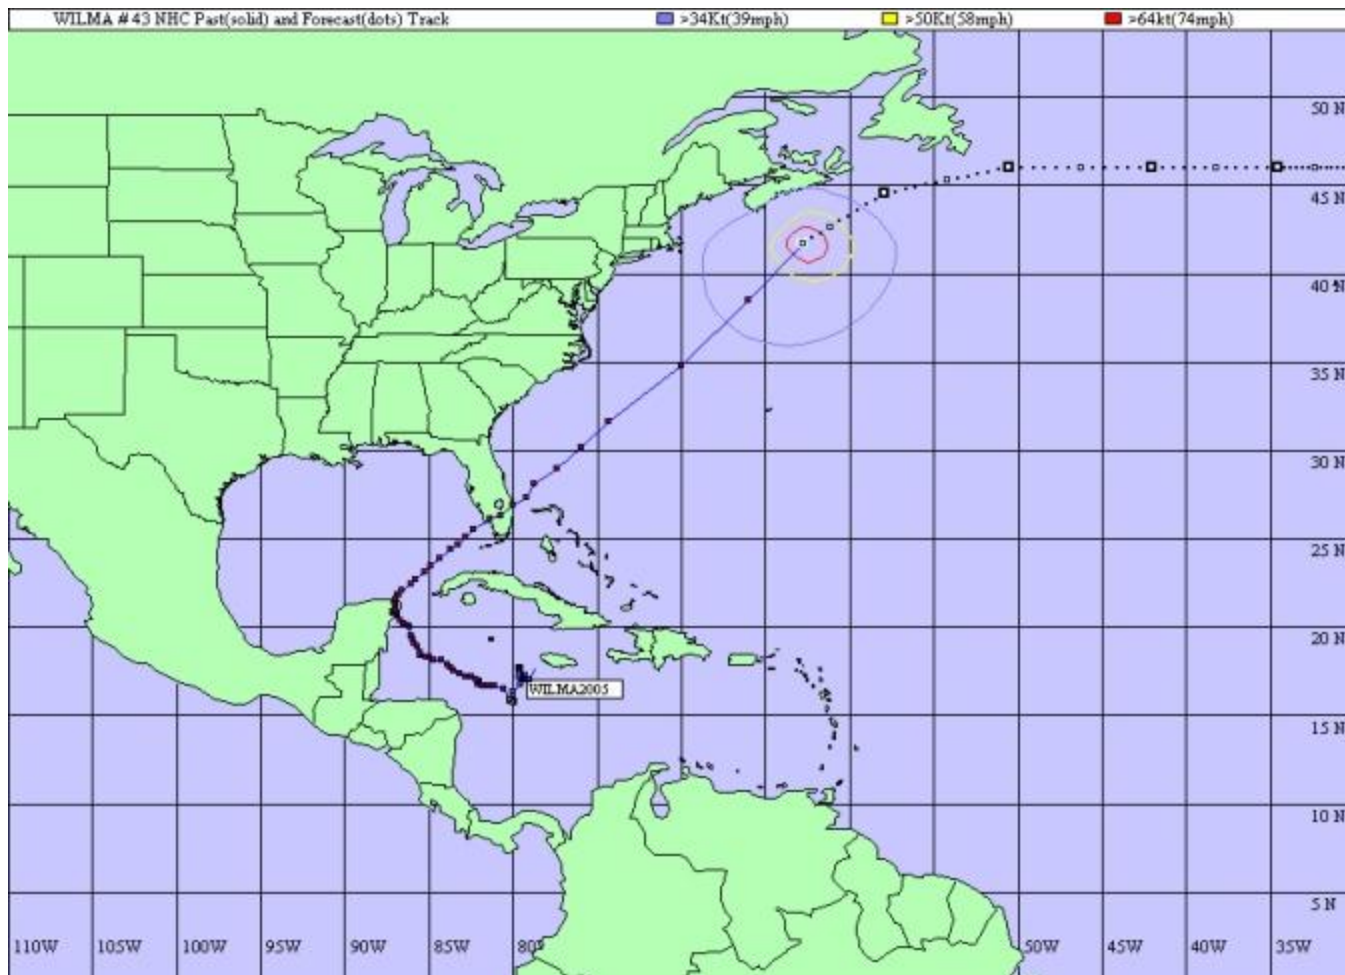 WILMA # 43 NHC Past(solid) and Forecast(dots) Track >34Kt(39mph) >50Kt(58mph) >64kt(74mph)
50 N
45 N
40 N
35 N
30 N
25 N
20 N
WILMA2005
15 N
10 N
5 N
110W 105W 100W 95W 90W 85W 80W 50W 45W 40W 35W